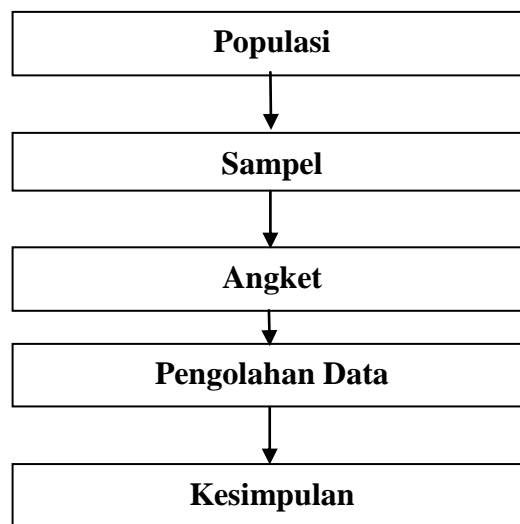 Populasi
Sampel
Angket
Pengolahan Data
Kesimpulan